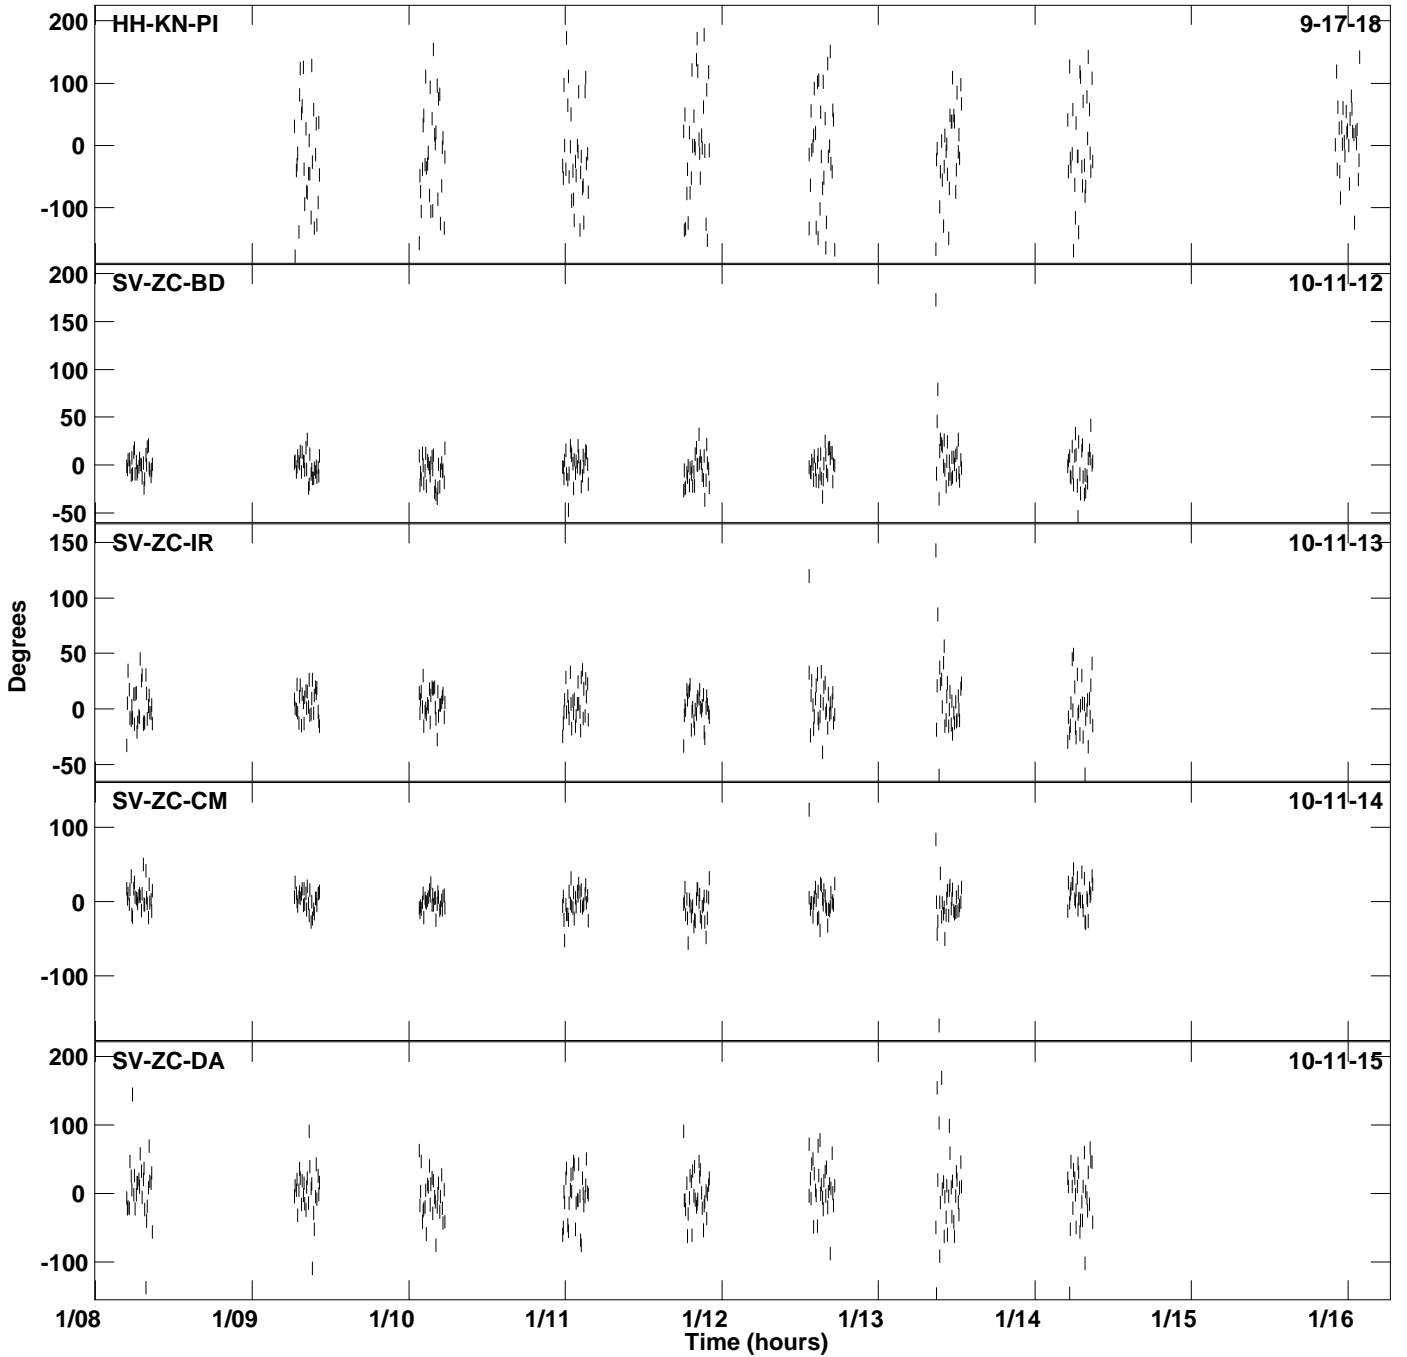 HH-KN-PI 9-17-18
200
100
0
-100
SV-ZC-BD 10-11-12
200
150
100
50
0
-50
SV-ZC-IR 10-11-13
150
100
50
0
-50
SV-ZC-CM 10-11-14
100
0
-100
SV-ZC-DA 10-11-15
200
100
0
-100
Degrees
1/08 1/09 1/10 1/11 1/12 1/13 1/14 1/15 1/16
Time (hours)